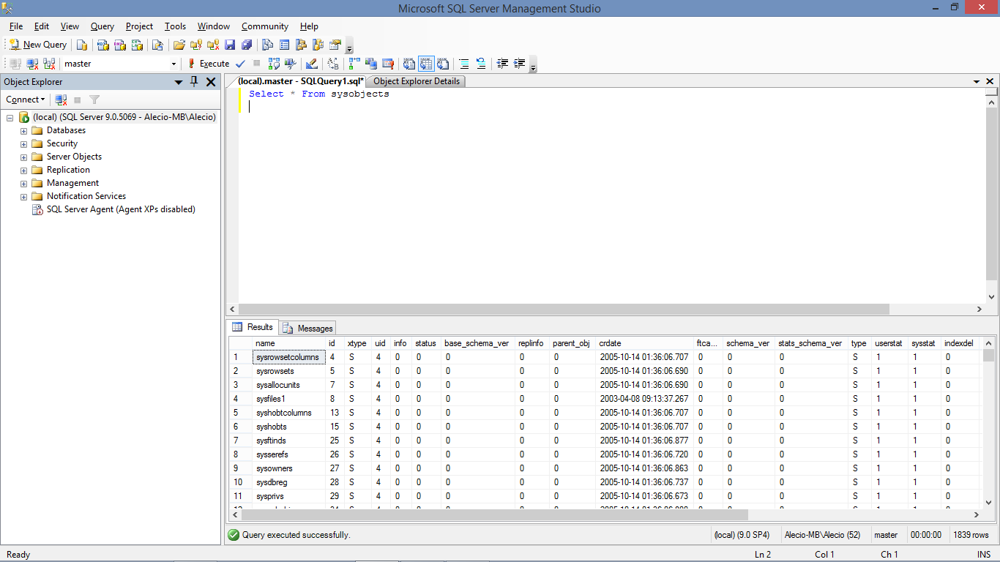 Microsoft SQL Server Management Studio
File Edit View Query Project Tools Window Community Help
New Query
master Execute
Object Explorer
Connect
(local) (SQL Server 9.0.5069 - Alecio-MB\Alecio)
Databases
Security
Server Objects
Replication
Management
Notification Services
SQL Server Agent (Agent XPs disabled)
(local).master - SQLQuery1.sql* Object Explorer Details
Select * From sysobjects
Results Messages
name id xtype uid info status base_schema_ver replinfo parent_obj crdate ftca... schema_ver stats_schema_ver type userstat sysstat indexdel
1 sysrowsetcolumns 4 S 4 0 0 0 0 0 2005-10-14 01:36:06.707 0 0 0 S 1 1 0
2 sysrowsets 5 S 4 0 0 0 0 0 2005-10-14 01:36:06.690 0 0 0 S 1 1 0
3 sysallocunits 7 S 4 0 0 0 0 0 2005-10-14 01:36:06.690 0 0 0 S 1 1 0
4 sysfiles1 8 S 4 0 0 0 0 0 2003-04-08 09:13:37.267 0 0 0 S 1 1 0
5 syshobtcolumns 13 S 4 0 0 0 0 0 2005-10-14 01:36:06.707 0 0 0 S 1 1 0
6 syshobts 15 S 4 0 0 0 0 0 2005-10-14 01:36:06.707 0 0 0 S 1 1 0
7 sysftinds 25 S 4 0 0 0 0 0 2005-10-14 01:36:06.877 0 0 0 S 1 1 0
8 sysserefs 26 S 4 0 0 0 0 0 2005-10-14 01:36:06.720 0 0 0 S 1 1 0
9 sysowners 27 S 4 0 0 0 0 0 2005-10-14 01:36:06.863 0 0 0 S 1 1 0
10 sysdbreg 28 S 4 0 0 0 0 0 2005-10-14 01:36:06.737 0 0 0 S 1 1 0
11 sysprivs 29 S 4 0 0 0 0 0 2005-10-14 01:36:06.673 0 0 0 S 1 1 0
Query executed successfully. (local) (9.0 SP4) Alecio-MB\Alecio (52) master 00:00:00 1839 rows
Ready Ln 2 Col 1 Ch 1 INS